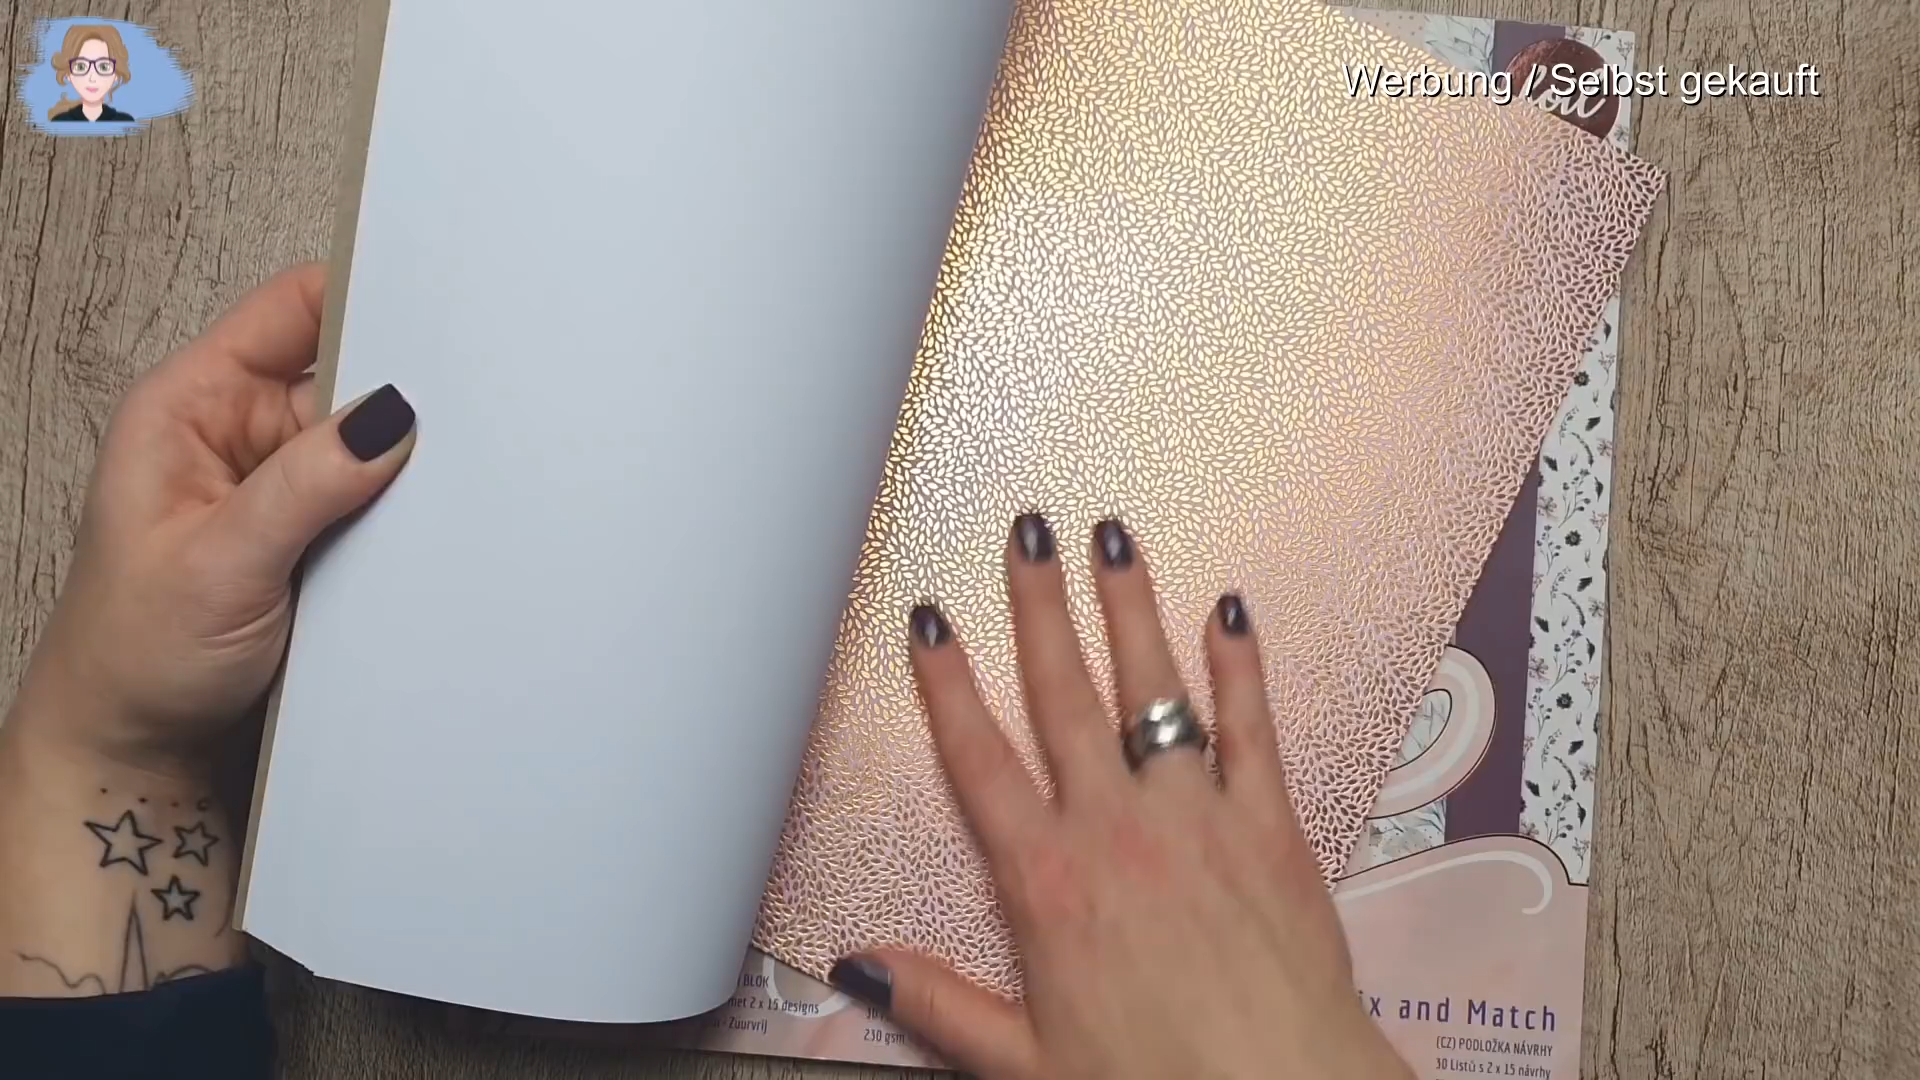 Werbung / Selbst gekauft
foil
BLOK
met 2 x 15 designs
Zuurvrij
230 gsm
ix and Match
(CZ) PODLOŽKA NÁVRHY
30 Listů s 2 x 15 návrhy